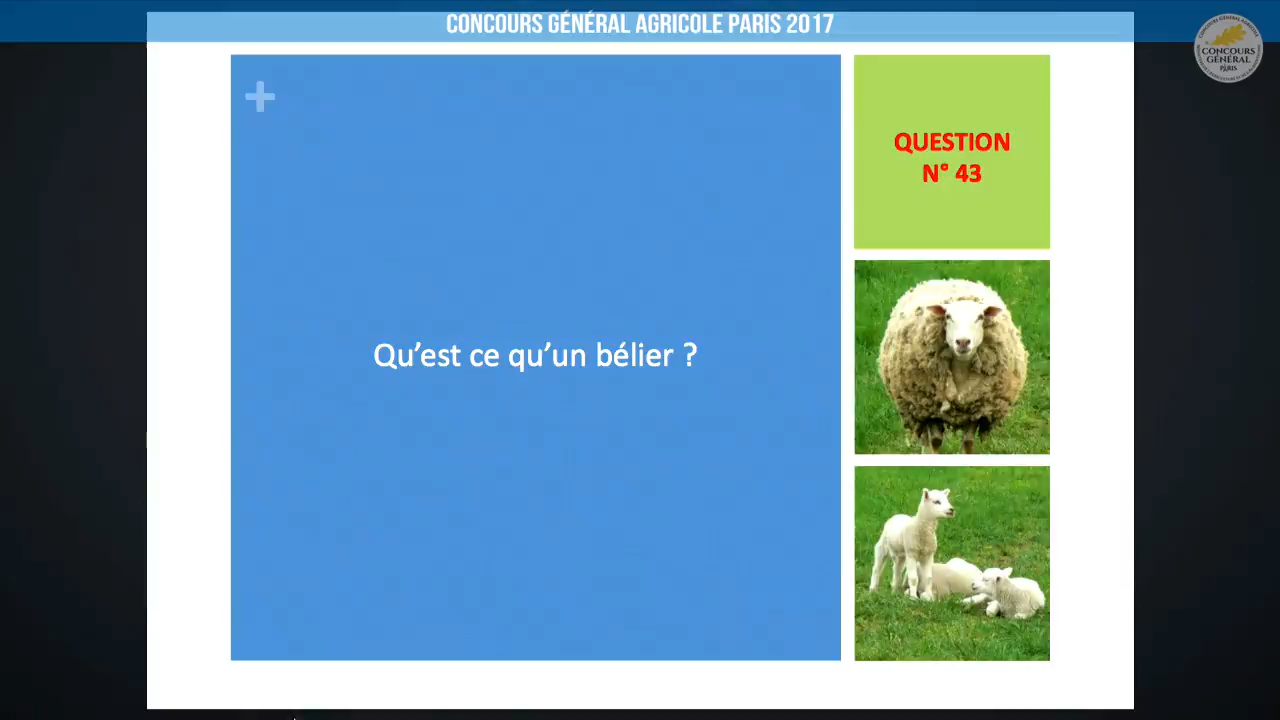 CONCOURS GÉNÉRAL AGRICOLE PARIS 2017
CONCOURS
GÉNÉRAL
PARIS
+
QUESTION
N° 43
Qu’est ce qu’un bélier ?